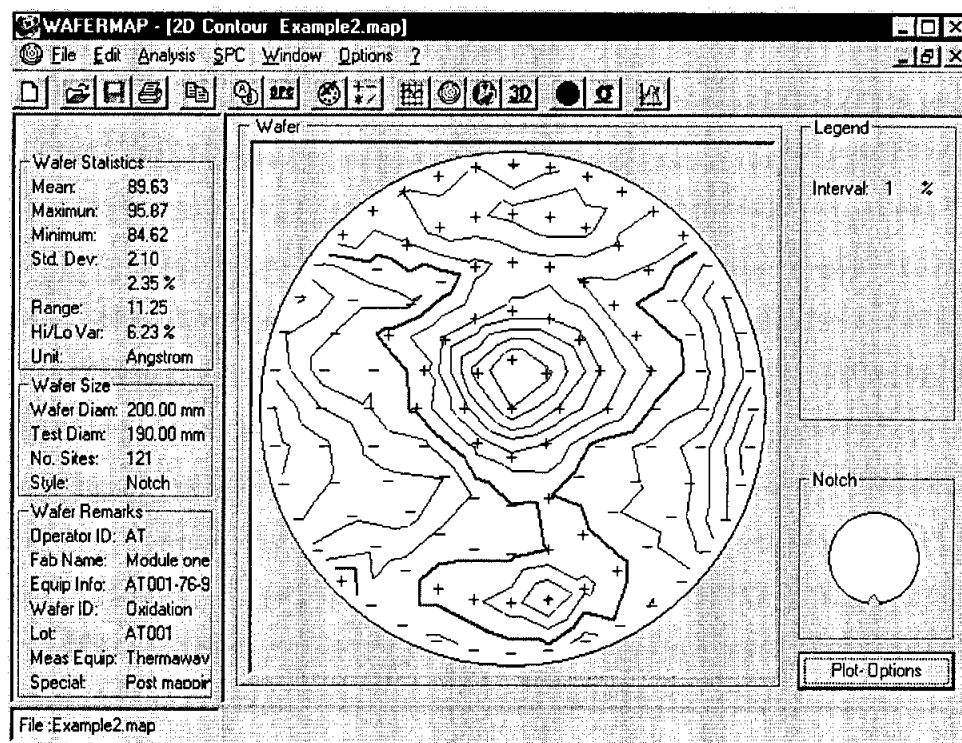 WAFERMAP - [2D Contour Example2.map]
File Edit Analysis SPC Window Options ?
3D σ
Wafer Statistics
Mean: 89.63
Maximun: 95.87
Minimum: 84.62
Std. Dev: 2.10
2.35 %
Range: 11.25
Hi/Lo Var: 6.23 %
Unit: Angstrom
Wafer Size
Wafer Diam: 200.00 mm
Test Diam: 190.00 mm
No. Sites: 121
Style: Notch
Wafer Remarks
Operator ID: AT
Fab Name: Module one
Equip Info: AT001-76-9
Wafer ID: Oxidation
Lot: AT001
Meas Equip: Thermawav
Special: Post mappin
Wafer
Legend
Interval: 1 %
Notch
Plot- Options
File :Example2.map